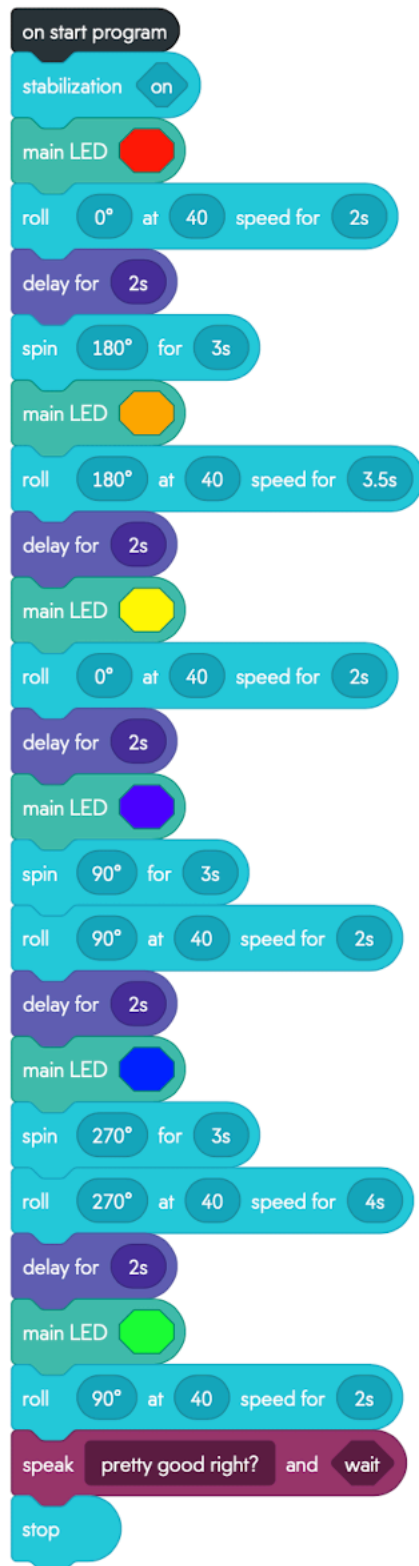 on start program
stabilization on
main LED
roll 0° at 40 speed for 2s
delay for 2s
spin 180° for 3s
main LED
roll 180° at 40 speed for 3.5s
delay for 2s
main LED
roll 0° at 40 speed for 2s
delay for 2s
main LED
spin 90° for 3s
roll 90° at 40 speed for 2s
delay for 2s
main LED
spin 270° for 3s
roll 270° at 40 speed for 4s
delay for 2s
main LED
roll 90° at 40 speed for 2s
speak pretty good right? and wait
stop